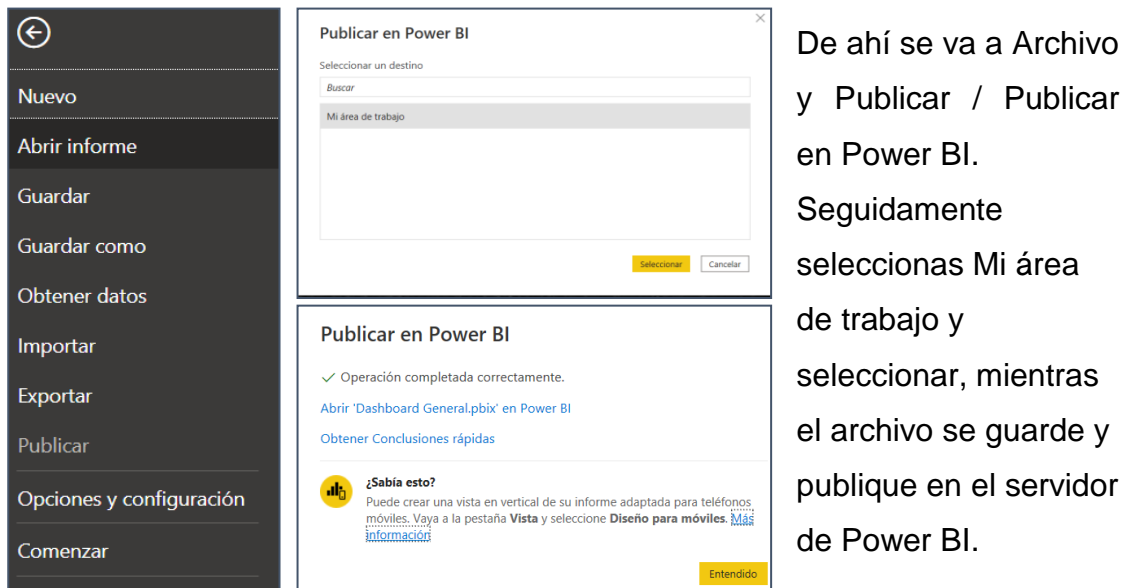 Nuevo
Abrir informe
Guardar
Guardar como
Obtener datos
Importar
Exportar
Publicar
Opciones y configuración
Comenzar
Publicar en Power BI
Seleccionar un destino
Buscar
Mi área de trabajo
Seleccionar
Cancelar
Publicar en Power BI
Operación completada correctamente.
Abrir 'Dashboard General.pbix' en Power BI
Obtener Conclusiones rápidas
¿Sabía esto?
Puede crear una vista en vertical de su informe adaptada para teléfonos
móviles. Vaya a la pestaña Vista y seleccione Diseño para móviles. Más
información
Entendido
De ahí se va a Archivo
y Publicar / Publicar
en Power BI.
Seguidamente
seleccionas Mi área
de trabajo y
seleccionar, mientras
el archivo se guarde y
publique en el servidor
de Power BI.